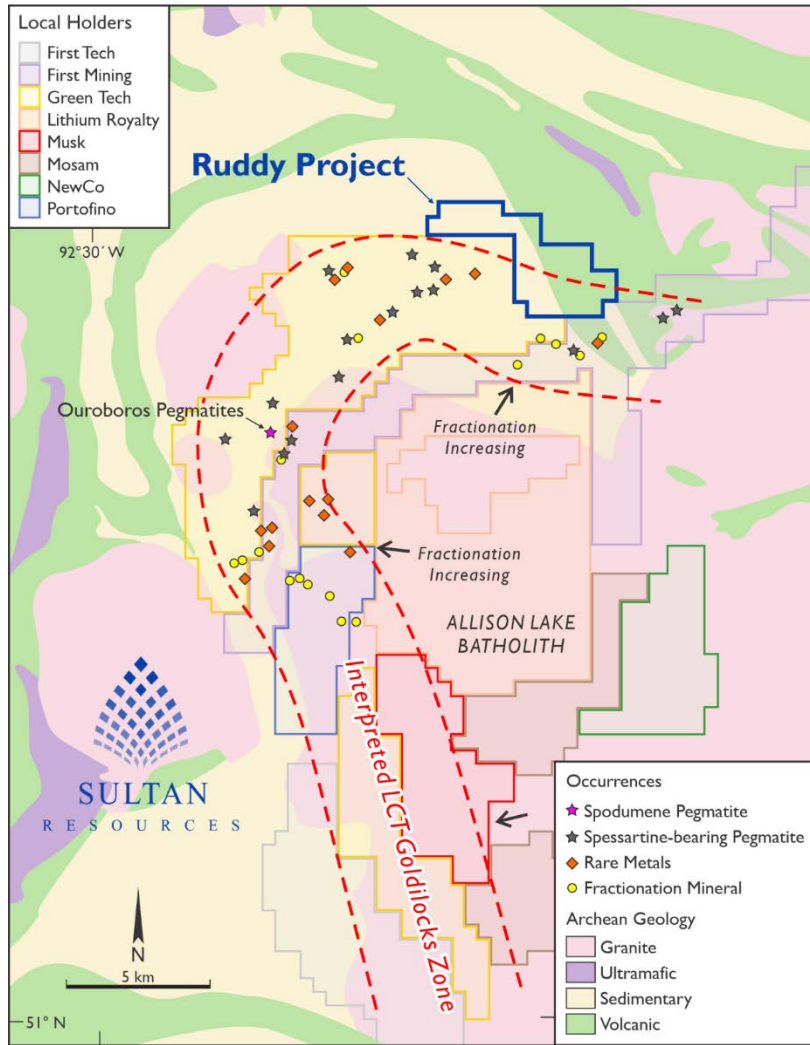 Local Holders
First Tech
First Mining
Green Tech
Lithium Royalty
Musk
Mosam
NewCo
Portofino
Ruddy Project
92°30´ W
Ouroboros Pegmatites
Fractionation
Increasing
Fractionation
Increasing
ALLISON LAKE
BATHOLITH
Interpreted LCT Goldilocks Zone
SULTAN
RESOURCES
N
5 km
51° N
Occurrences
Spodumene Pegmatite
Spessartine-bearing Pegmatite
Rare Metals
Fractionation Mineral
Archean Geology
Granite
Ultramafic
Sedimentary
Volcanic